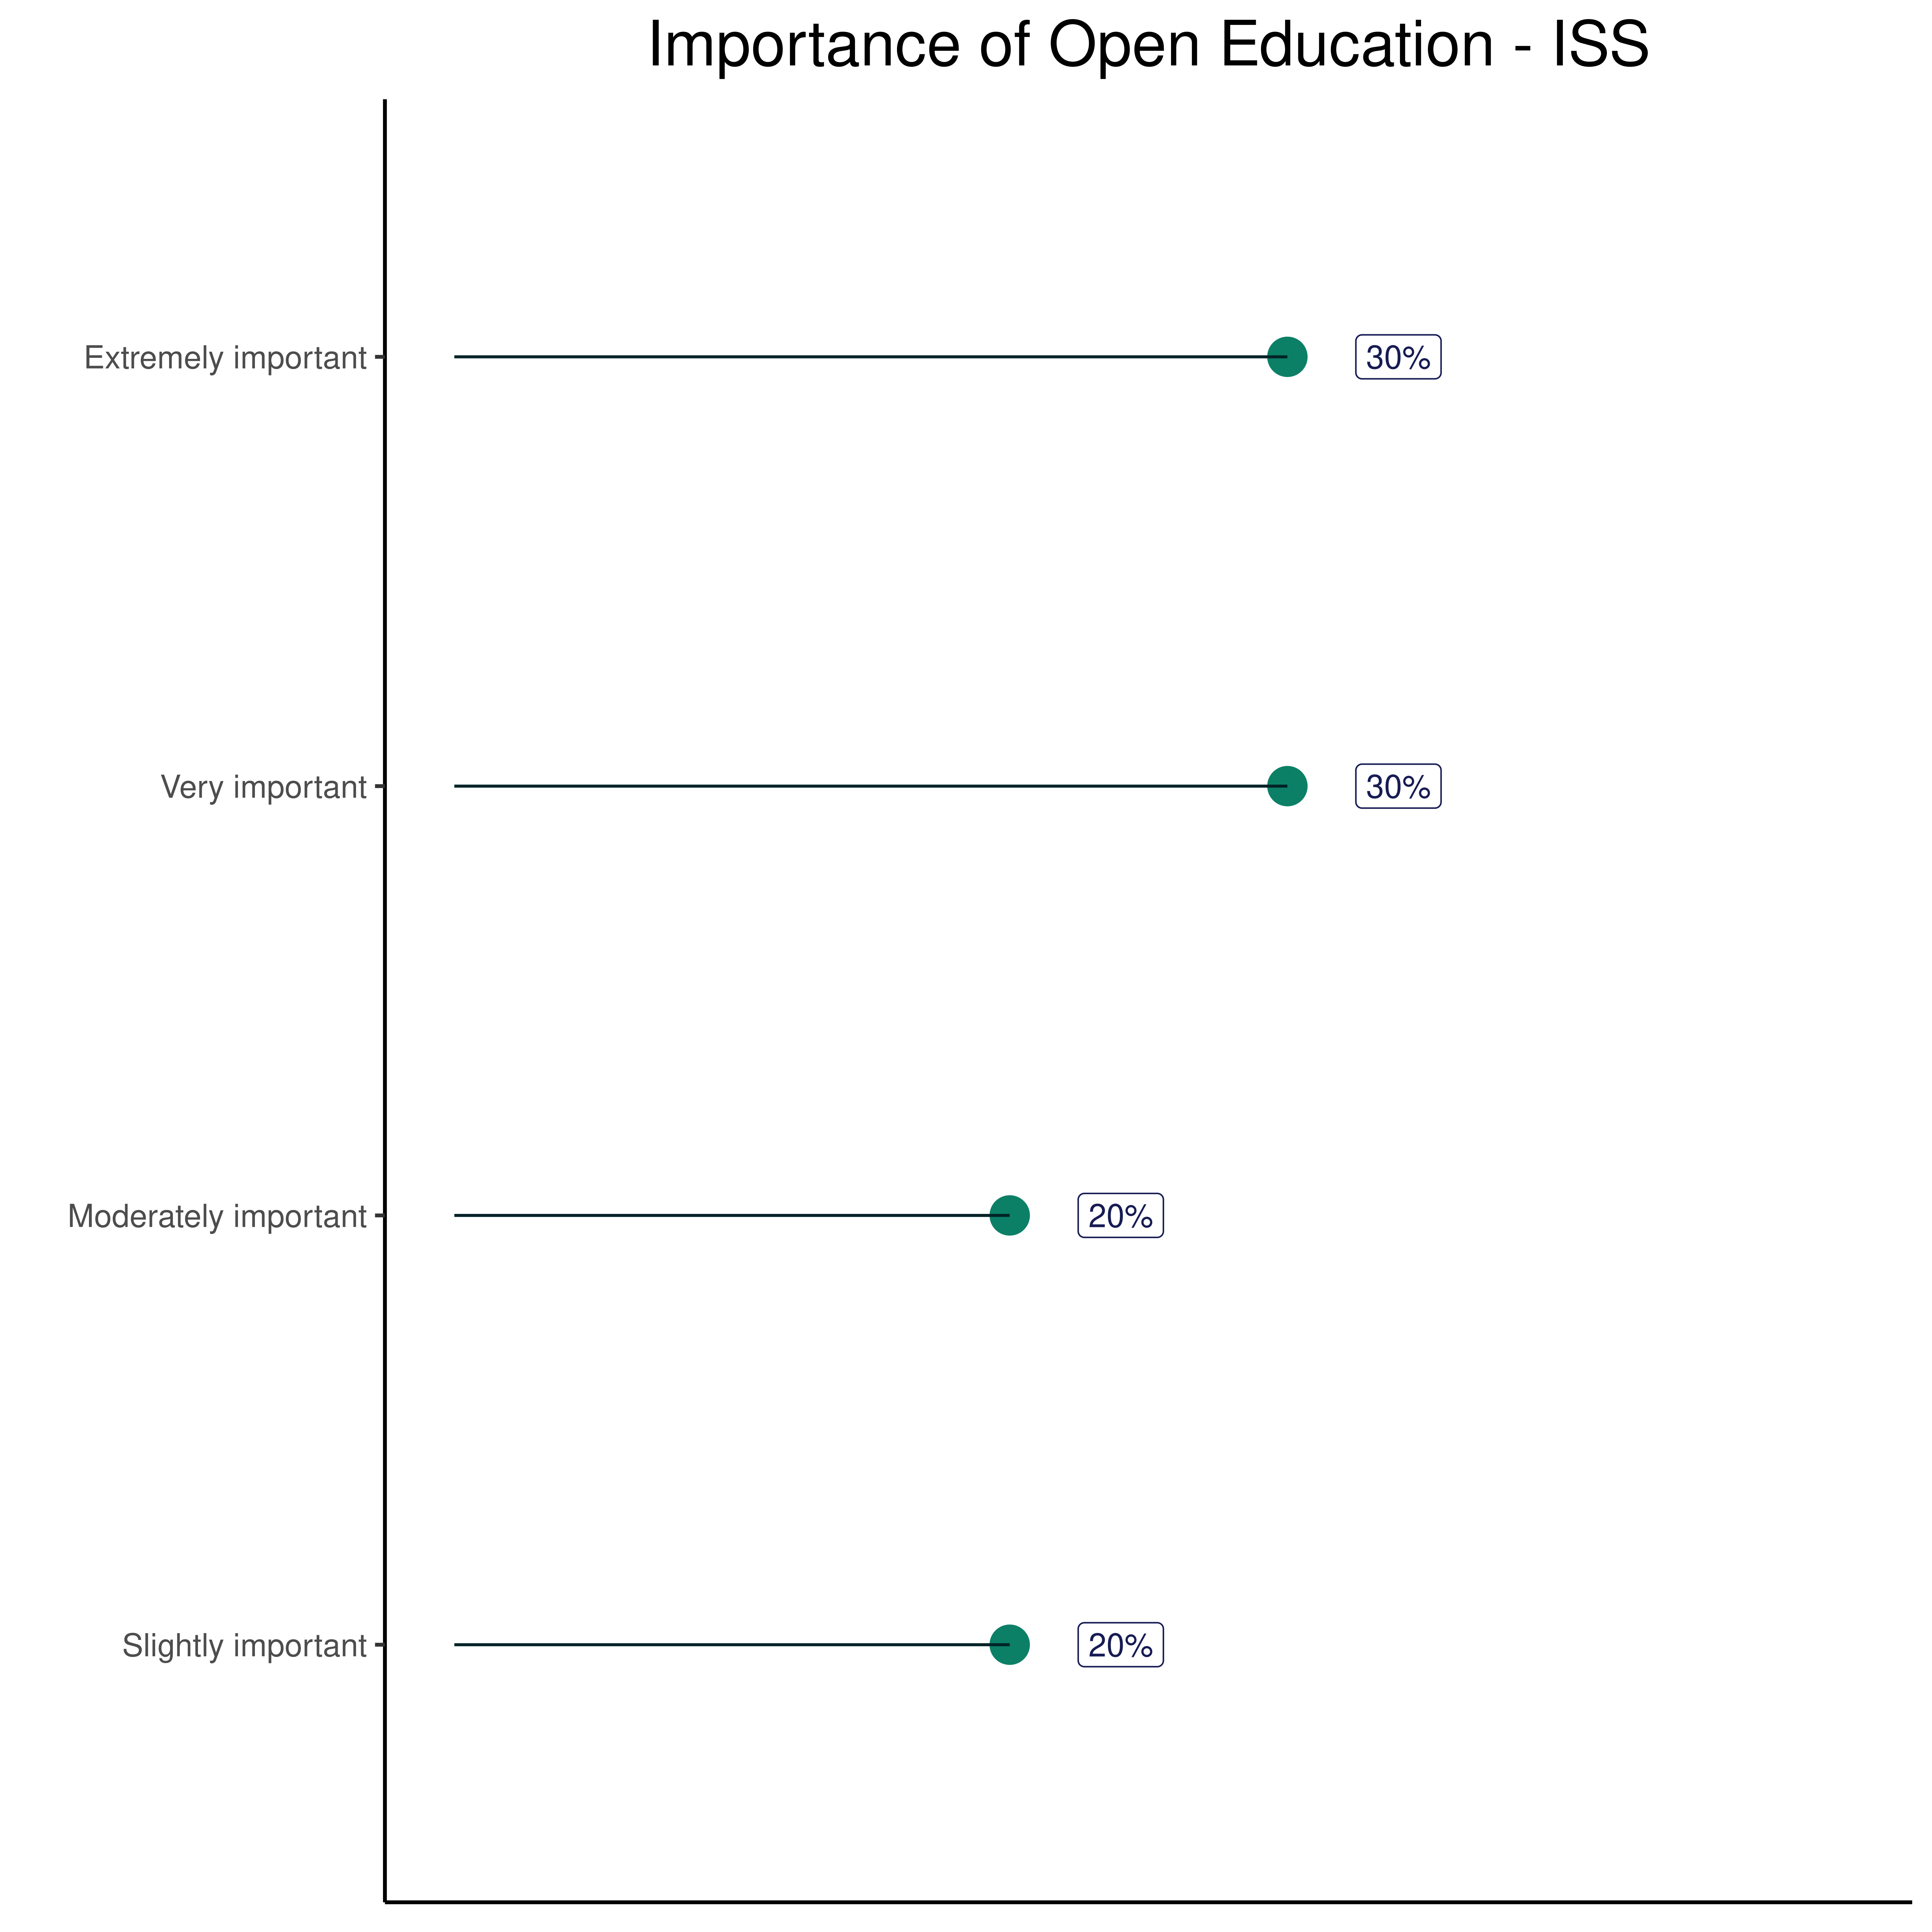 Importance of Open Education - ISS
Extremely important 30%
Very important 30%
Moderately important 20%
Slightly important 20%